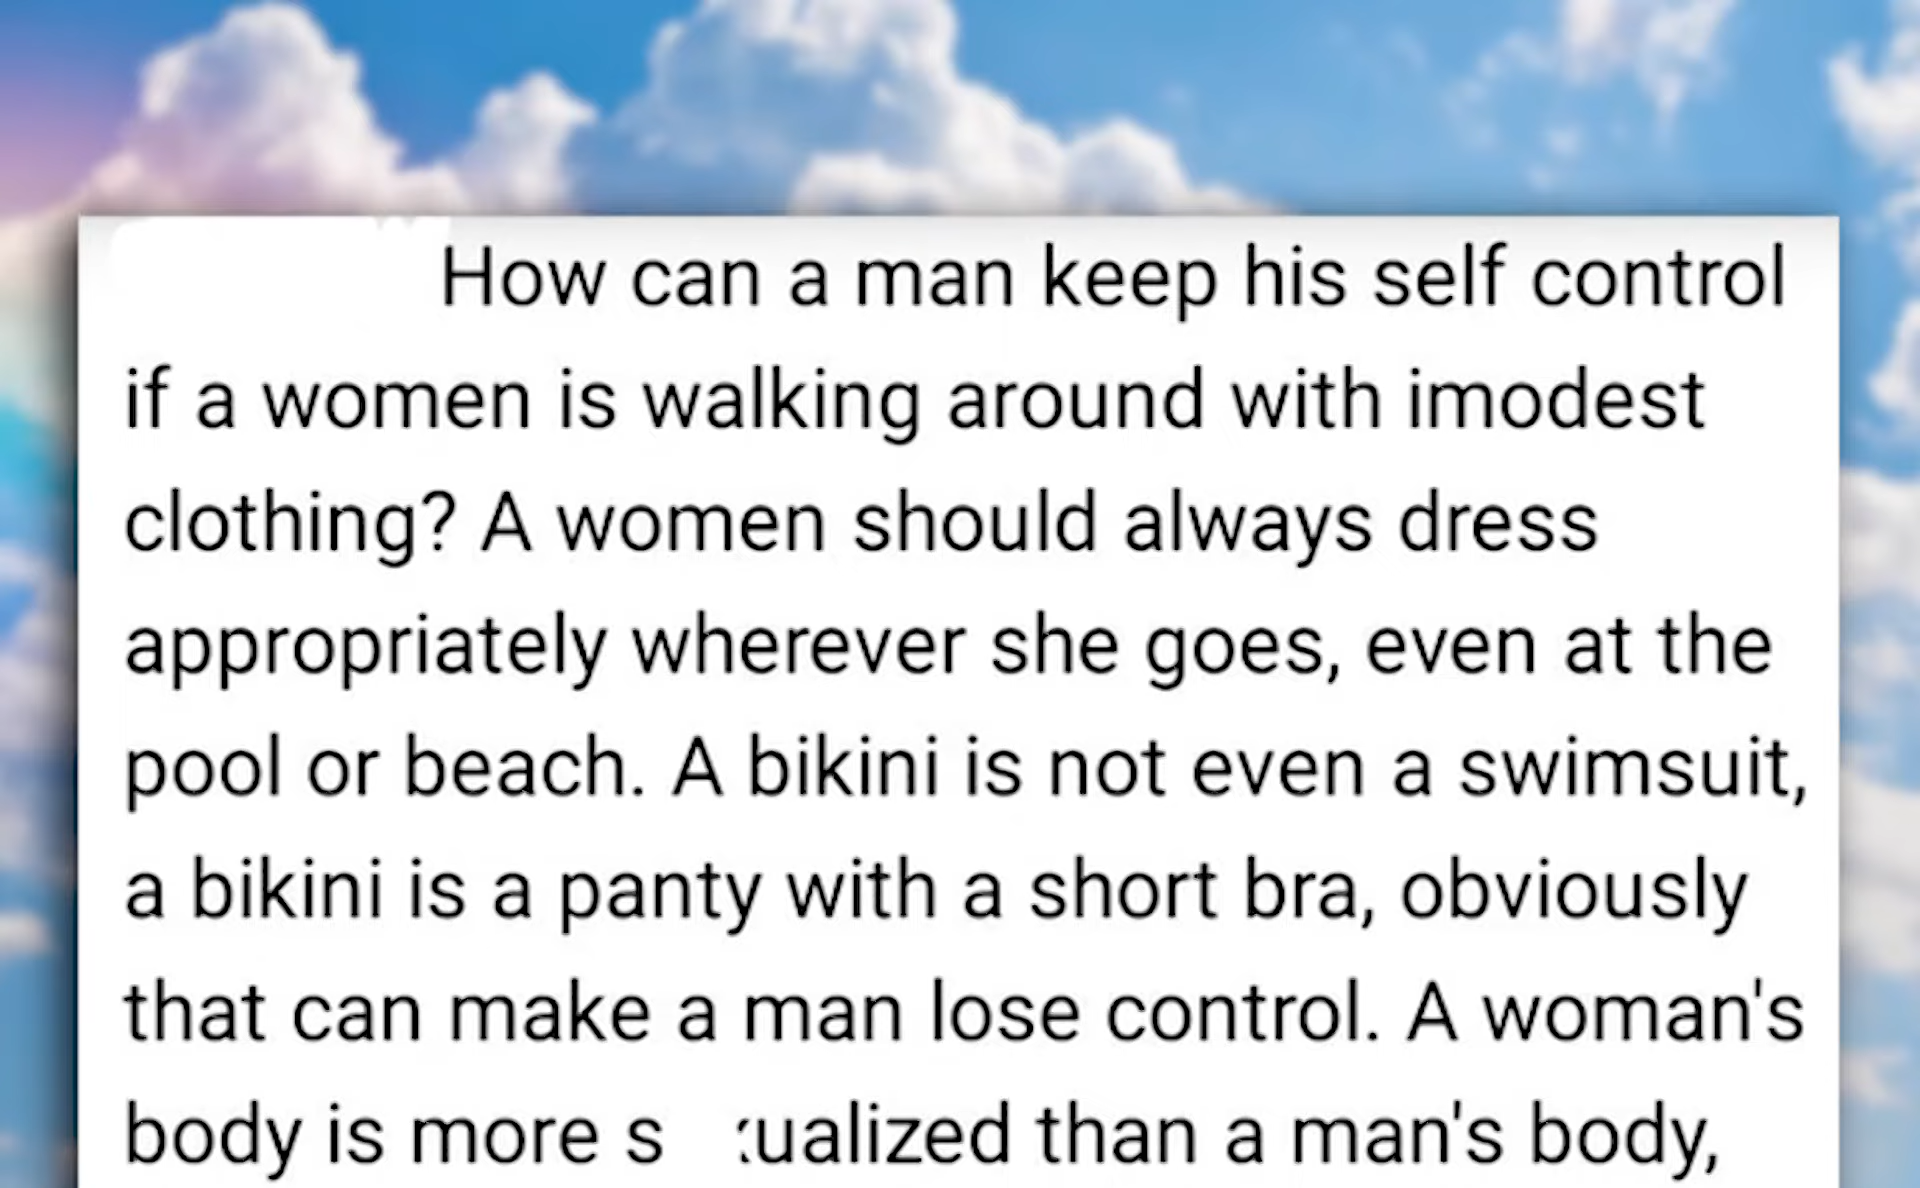 How can a man keep his self control
if a women is walking around with imodest
clothing? A women should always dress
appropriately wherever she goes, even at the
pool or beach. A bikini is not even a swimsuit,
a bikini is a panty with a short bra, obviously
that can make a man lose control. A woman's
body is more s xualized than a man's body,